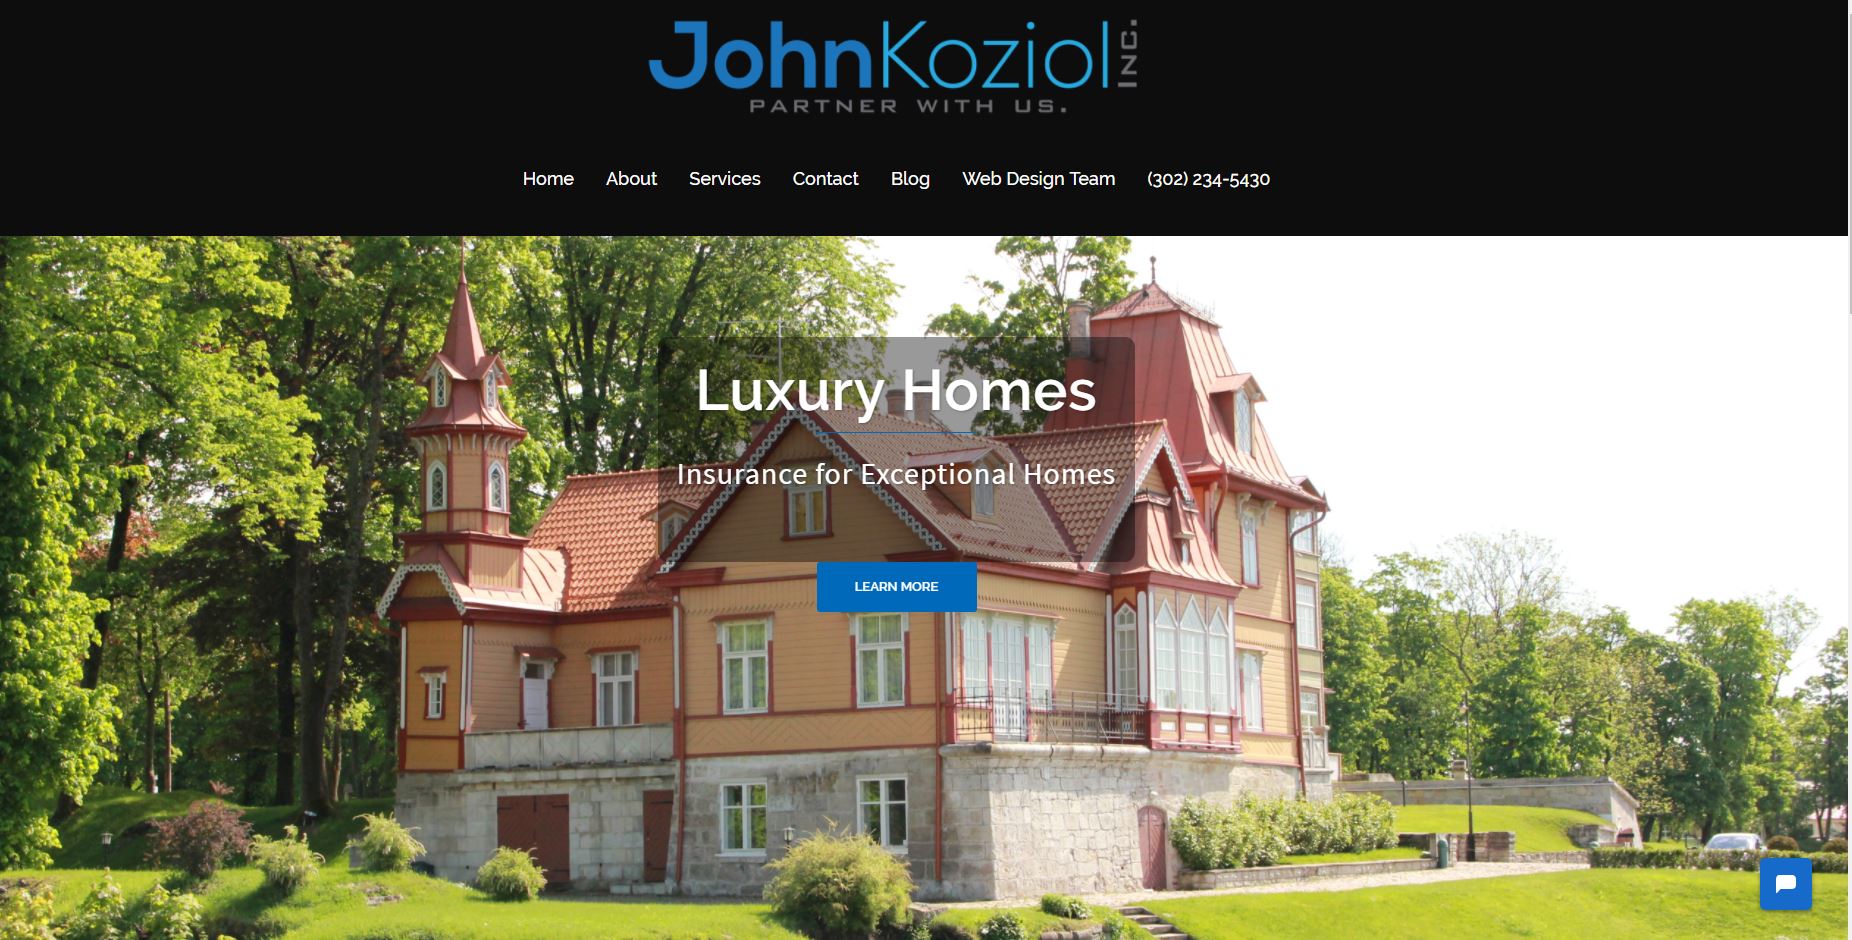 JohnKoziol INC.
PARTNER WITH US.
Home About Services Contact Blog Web Design Team (302) 234-5430
Luxury Homes
Insurance for Exceptional Homes
LEARN MORE